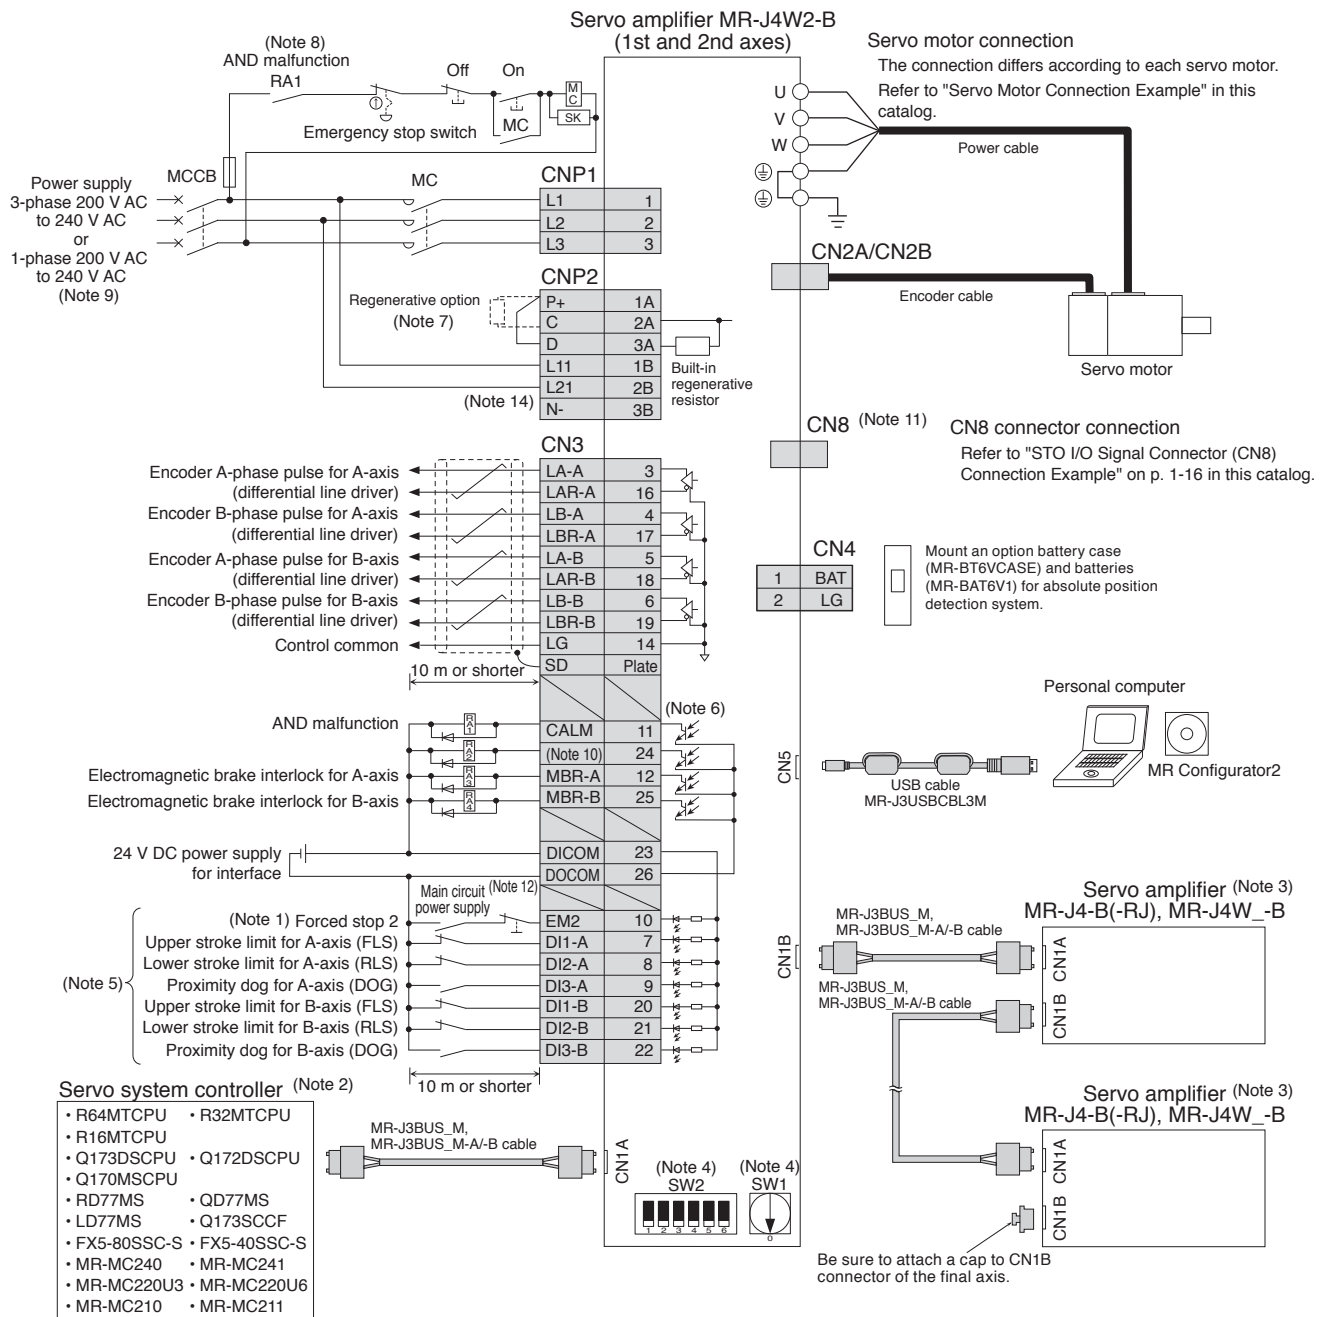 Servo amplifier MR-J4W2-B
(1st and 2nd axes)
(Note 8)
AND malfunction
RA1
Off
On
MC
SK
MC
Emergency stop switch
MCCB
MC
Power supply
3-phase 200 V AC
to 240 V AC
or
1-phase 200 V AC
to 240 V AC
(Note 9)
CNP1
L1 1
L2 2
L3 3
CNP2
Regenerative option
(Note 7)
P+ 1A
C 2A
D 3A
L11 1B
L21 2B
N- 3B
(Note 14)
Built-in
regenerative
resistor
Servo motor connection
The connection differs according to each servo motor.
Refer to "Servo Motor Connection Example" in this
catalog.
U
V
W
Power cable
CN2A/CN2B
Encoder cable
Servo motor
CN8 (Note 11)
CN8 connector connection
Refer to "STO I/O Signal Connector (CN8)
Connection Example" on p. 1-16 in this catalog.
CN3
Encoder A-phase pulse for A-axis
(differential line driver)
Encoder B-phase pulse for A-axis
(differential line driver)
Encoder A-phase pulse for B-axis
(differential line driver)
Encoder B-phase pulse for B-axis
(differential line driver)
Control common
LA-A 3
LAR-A 16
LB-A 4
LBR-A 17
LA-B 5
LAR-B 18
LB-B 6
LBR-B 19
LG 14
SD Plate
10 m or shorter
CN4
1 BAT
2 LG
Mount an option battery case
(MR-BT6VCASE) and batteries
(MR-BAT6V1) for absolute position
detection system.
(Note 6)
AND malfunction
RA1
CALM 11
RA2
(Note 10) 24
Electromagnetic brake interlock for A-axis
RA3
MBR-A 12
Electromagnetic brake interlock for B-axis
RA4
MBR-B 25
24 V DC power supply
for interface
DICOM 23
DOCOM 26
Personal computer
CN5
USB cable
MR-J3USBCBL3M
MR Configurator2
Main circuit (Note 12)
power supply
(Note 1) Forced stop 2
EM2 10
Upper stroke limit for A-axis (FLS)
DI1-A 7
Lower stroke limit for A-axis (RLS)
DI2-A 8
(Note 5)
Proximity dog for A-axis (DOG)
DI3-A 9
Upper stroke limit for B-axis (FLS)
DI1-B 20
Lower stroke limit for B-axis (RLS)
DI2-B 21
Proximity dog for B-axis (DOG)
DI3-B 22
10 m or shorter
Servo amplifier (Note 3)
MR-J4-B(-RJ), MR-J4W_-B
MR-J3BUS_M,
MR-J3BUS_M-A/-B cable
CN1B
CN1A
MR-J3BUS_M,
MR-J3BUS_M-A/-B cable
CN1B
Servo amplifier (Note 3)
MR-J4-B(-RJ), MR-J4W_-B
CN1A
CN1B
Be sure to attach a cap to CN1B
connector of the final axis.
Servo system controller (Note 2)
• R64MTCPU • R32MTCPU
• R16MTCPU
• Q173DSCPU • Q172DSCPU
• Q170MSCPU
• RD77MS • QD77MS
• LD77MS • Q173SCCF
• FX5-80SSC-S • FX5-40SSC-S
• MR-MC240 • MR-MC241
• MR-MC220U3 • MR-MC220U6
• MR-MC210 • MR-MC211
MR-J3BUS_M,
MR-J3BUS_M-A/-B cable
CN1A
(Note 4)
SW2
1 2 3 4 5 6
(Note 4)
SW1
0